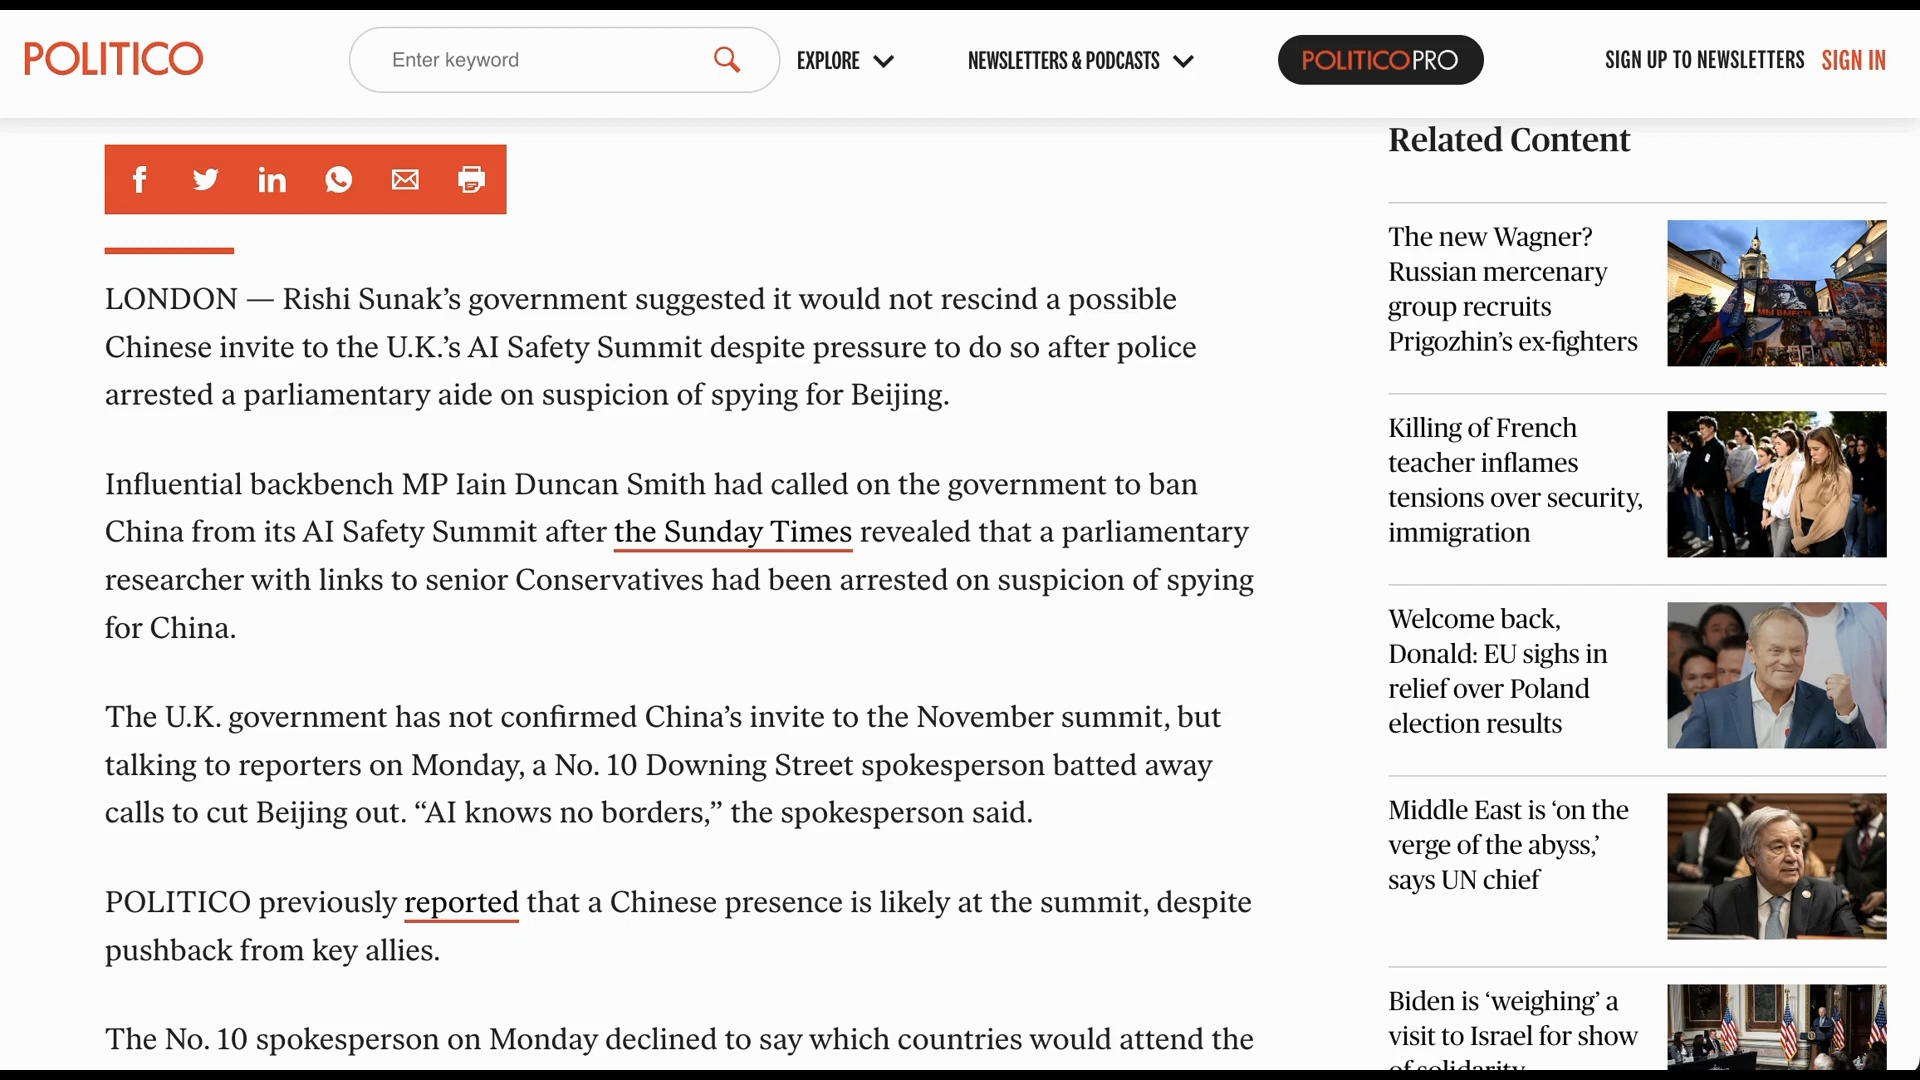 POLITICO
Enter keyword
EXPLORE
NEWSLETTERS & PODCASTS
POLITICOPRO
SIGN UP TO NEWSLETTERS
SIGN IN
LONDON — Rishi Sunak’s government suggested it would not rescind a possible
Chinese invite to the U.K.’s AI Safety Summit despite pressure to do so after police
arrested a parliamentary aide on suspicion of spying for Beijing.
Influential backbench MP Iain Duncan Smith had called on the government to ban
China from its AI Safety Summit after the Sunday Times revealed that a parliamentary
researcher with links to senior Conservatives had been arrested on suspicion of spying
for China.
The U.K. government has not confirmed China’s invite to the November summit, but
talking to reporters on Monday, a No. 10 Downing Street spokesperson batted away
calls to cut Beijing out. “AI knows no borders,” the spokesperson said.
POLITICO previously reported that a Chinese presence is likely at the summit, despite
pushback from key allies.
The No. 10 spokesperson on Monday declined to say which countries would attend the
Related Content
The new Wagner?
Russian mercenary
group recruits
Prigozhin’s ex-fighters
Killing of French
teacher inflames
tensions over security,
immigration
Welcome back,
Donald: EU sighs in
relief over Poland
election results
Middle East is ‘on the
verge of the abyss,’
says UN chief
Biden is ‘weighing’ a
visit to Israel for show
of solidarity